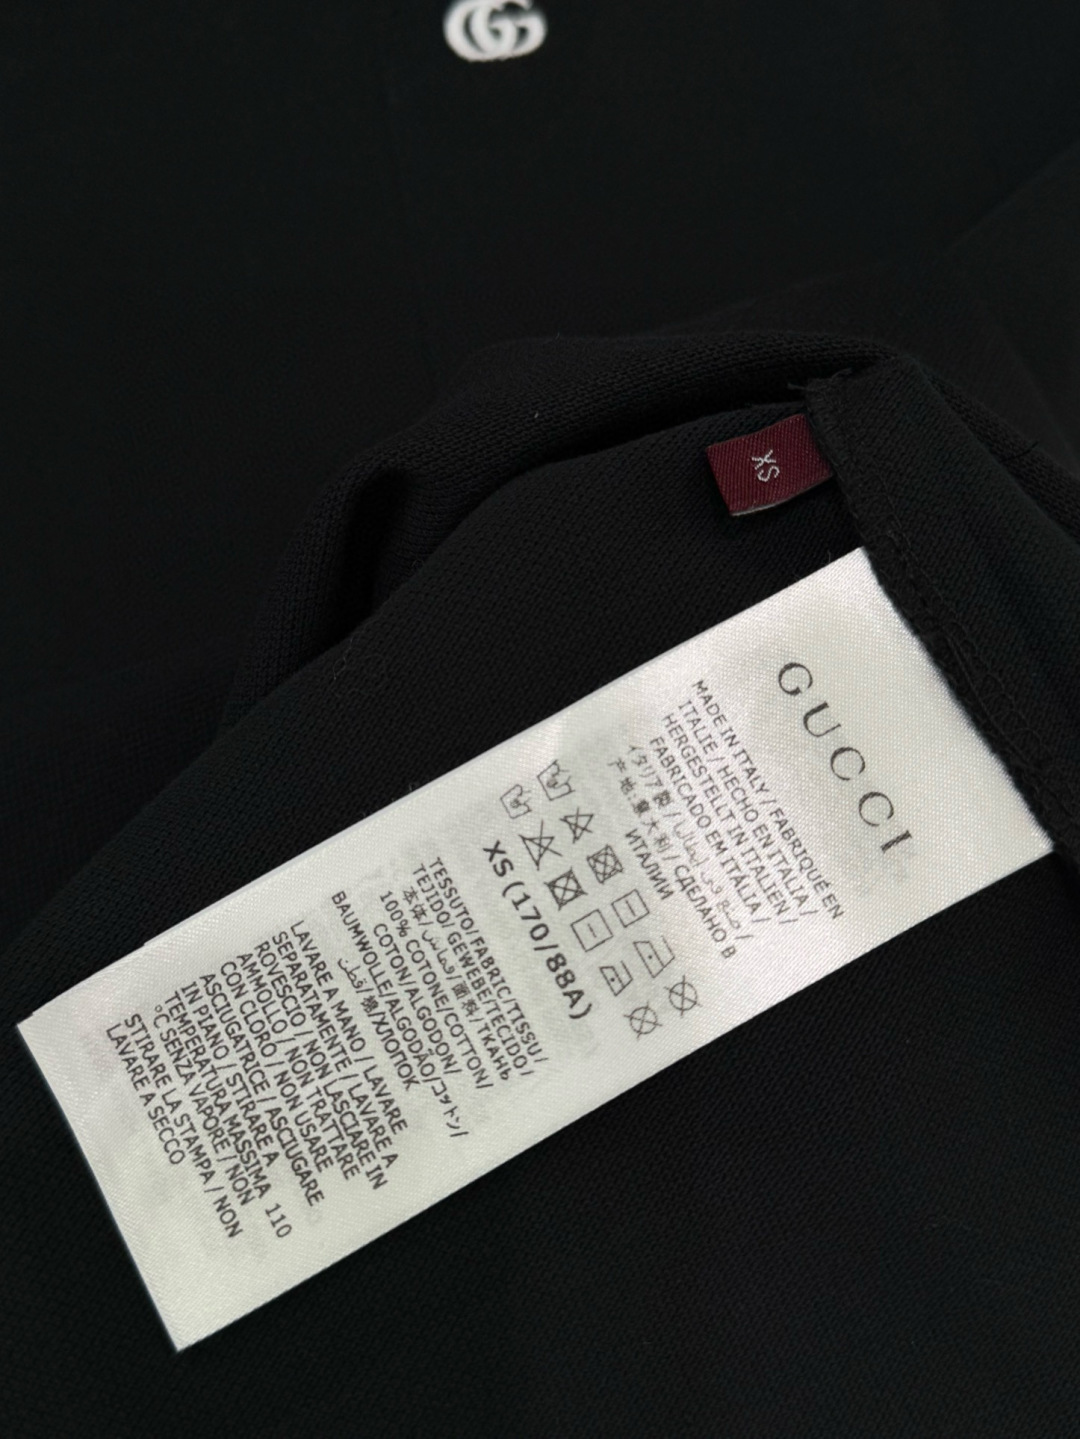 GG
XS
GUCCI
MADE IN ITALY / FABRIQUÉ EN
ITALIE / HECHO EN ITALIA /
HERGESTELLT IN ITALIEN /
FABRICADO EM ITÁLIA /
イタリア製 / صنع في إيطاليا /
产地:意大利 / СДЕЛАНО В
ИТАЛИИ
XS (170/88A)
TESSUTO/FABRIC/TISSU/
TEJIDO/GEWEBE/TECIDO/
本体/قماش/面料/ТКАНЬ
100% COTONE/COTTON/
COTON/ALGODON/
BAUMWOLLE/ALGODÃO/コットン/
قطن/棉/ХЛОПОК
LAVARE A MANO / LAVARE
SEPARATAMENTE / LAVARE A
ROVESCIO / NON LASCIARE IN
AMMOLLO / NON TRATTARE
CON CLORO / NON USARE
ASCIUGATRICE / ASCIUGARE
IN PIANO / STIRARE A
TEMPERATURA MASSIMA 110
°C SENZA VAPORE / NON
STIRARE LA STAMPA / NON
LAVARE A SECCO